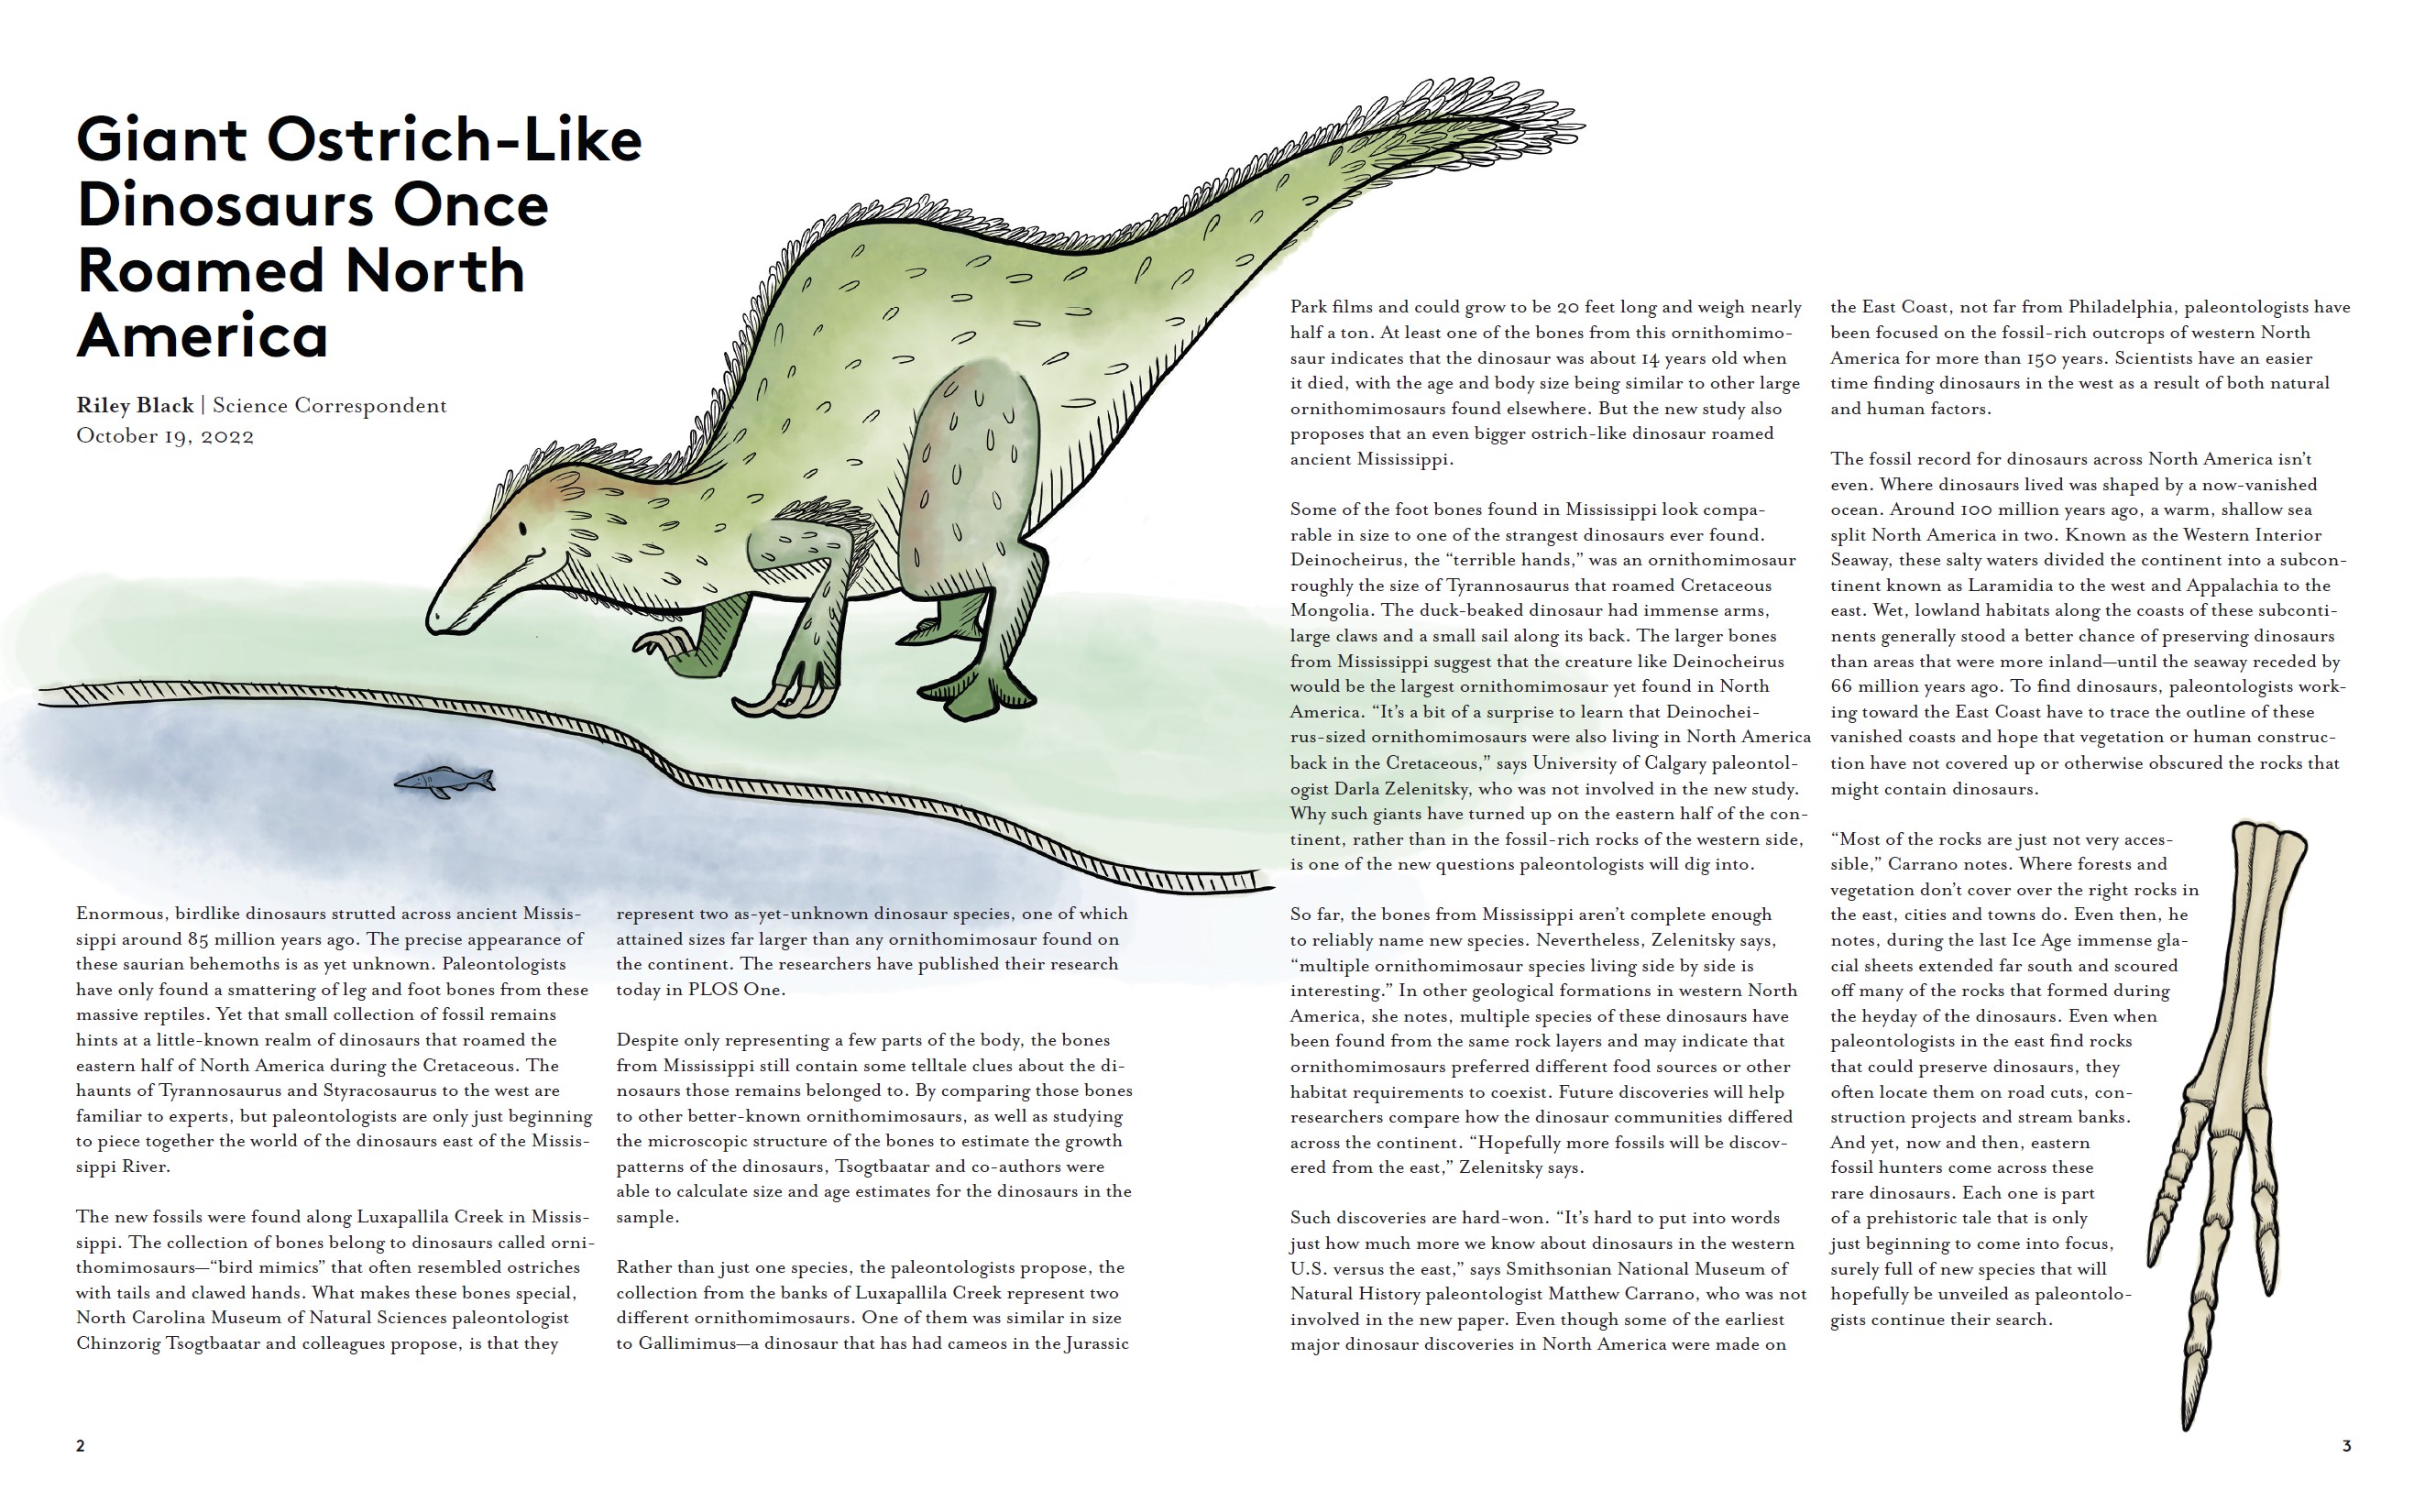 Giant Ostrich-Like
Dinosaurs Once
Roamed North
America
Riley Black | Science Correspondent
October 19, 2022
Enormous, birdlike dinosaurs strutted across ancient Missis-
sippi around 85 million years ago. The precise appearance of
these saurian behemoths is as yet unknown. Paleontologists
have only found a smattering of leg and foot bones from these
massive reptiles. Yet that small collection of fossil remains
hints at a little-known realm of dinosaurs that roamed the
eastern half of North America during the Cretaceous. The
haunts of Tyrannosaurus and Styracosaurus to the west are
familiar to experts, but paleontologists are only just beginning
to piece together the world of the dinosaurs east of the Missis-
sippi River.
The new fossils were found along Luxapallila Creek in Missis-
sippi. The collection of bones belong to dinosaurs called orni-
thomimosaurs—“bird mimics” that often resembled ostriches
with tails and clawed hands. What makes these bones special,
North Carolina Museum of Natural Sciences paleontologist
Chinzorig Tsogtbaatar and colleagues propose, is that they
represent two as-yet-unknown dinosaur species, one of which
attained sizes far larger than any ornithomimosaur found on
the continent. The researchers have published their research
today in PLOS One.
Despite only representing a few parts of the body, the bones
from Mississippi still contain some telltale clues about the di-
nosaurs those remains belonged to. By comparing those bones
to other better-known ornithomimosaurs, as well as studying
the microscopic structure of the bones to estimate the growth
patterns of the dinosaurs, Tsogtbaatar and co-authors were
able to calculate size and age estimates for the dinosaurs in the
sample.
Rather than just one species, the paleontologists propose, the
collection from the banks of Luxapallila Creek represent two
different ornithomimosaurs. One of them was similar in size
to Gallimimus—a dinosaur that has had cameos in the Jurassic
2
Park films and could grow to be 20 feet long and weigh nearly
half a ton. At least one of the bones from this ornithomimo-
saur indicates that the dinosaur was about 14 years old when
it died, with the age and body size being similar to other large
ornithomimosaurs found elsewhere. But the new study also
proposes that an even bigger ostrich-like dinosaur roamed
ancient Mississippi.
Some of the foot bones found in Mississippi look compa-
rable in size to one of the strangest dinosaurs ever found.
Deinocheirus, the “terrible hands,” was an ornithomimosaur
roughly the size of Tyrannosaurus that roamed Cretaceous
Mongolia. The duck-beaked dinosaur had immense arms,
large claws and a small sail along its back. The larger bones
from Mississippi suggest that the creature like Deinocheirus
would be the largest ornithomimosaur yet found in North
America. “It’s a bit of a surprise to learn that Deinochei-
rus-sized ornithomimosaurs were also living in North America
back in the Cretaceous,” says University of Calgary paleontol-
ogist Darla Zelenitsky, who was not involved in the new study.
Why such giants have turned up on the eastern half of the con-
tinent, rather than in the fossil-rich rocks of the western side,
is one of the new questions paleontologists will dig into.
So far, the bones from Mississippi aren’t complete enough
to reliably name new species. Nevertheless, Zelenitsky says,
“multiple ornithomimosaur species living side by side is
interesting.” In other geological formations in western North
America, she notes, multiple species of these dinosaurs have
been found from the same rock layers and may indicate that
ornithomimosaurs preferred different food sources or other
habitat requirements to coexist. Future discoveries will help
researchers compare how the dinosaur communities differed
across the continent. “Hopefully more fossils will be discov-
ered from the east,” Zelenitsky says.
Such discoveries are hard-won. “It’s hard to put into words
just how much more we know about dinosaurs in the western
U.S. versus the east,” says Smithsonian National Museum of
Natural History paleontologist Matthew Carrano, who was not
involved in the new paper. Even though some of the earliest
major dinosaur discoveries in North America were made on
the East Coast, not far from Philadelphia, paleontologists have
been focused on the fossil-rich outcrops of western North
America for more than 150 years. Scientists have an easier
time finding dinosaurs in the west as a result of both natural
and human factors.
The fossil record for dinosaurs across North America isn’t
even. Where dinosaurs lived was shaped by a now-vanished
ocean. Around 100 million years ago, a warm, shallow sea
split North America in two. Known as the Western Interior
Seaway, these salty waters divided the continent into a subcon-
tinent known as Laramidia to the west and Appalachia to the
east. Wet, lowland habitats along the coasts of these subconti-
nents generally stood a better chance of preserving dinosaurs
than areas that were more inland—until the seaway receded by
66 million years ago. To find dinosaurs, paleontologists work-
ing toward the East Coast have to trace the outline of these
vanished coasts and hope that vegetation or human construc-
tion have not covered up or otherwise obscured the rocks that
might contain dinosaurs.
“Most of the rocks are just not very acces-
sible,” Carrano notes. Where forests and
vegetation don’t cover over the right rocks in
the east, cities and towns do. Even then, he
notes, during the last Ice Age immense gla-
cial sheets extended far south and scoured
off many of the rocks that formed during
the heyday of the dinosaurs. Even when
paleontologists in the east find rocks
that could preserve dinosaurs, they
often locate them on road cuts, con-
struction projects and stream banks.
And yet, now and then, eastern
fossil hunters come across these
rare dinosaurs. Each one is part
of a prehistoric tale that is only
just beginning to come into focus,
surely full of new species that will
hopefully be unveiled as paleontolo-
gists continue their search.
3